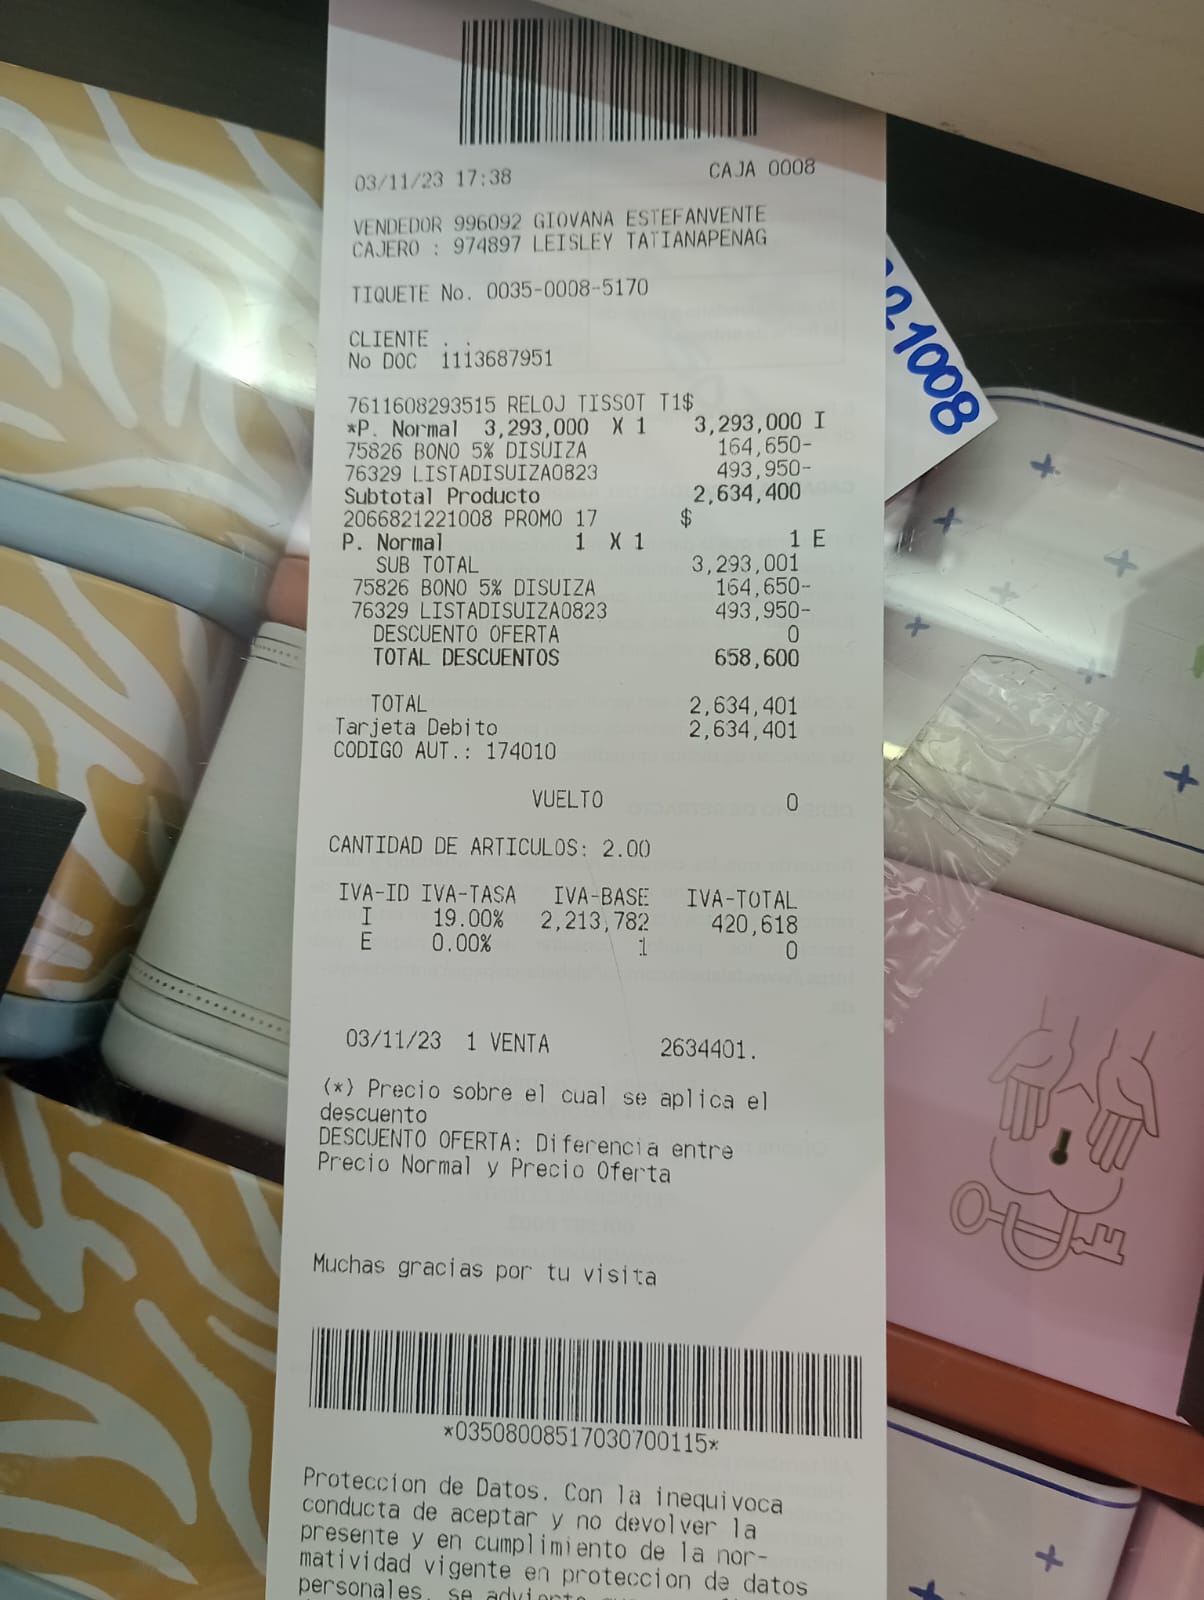 03/11/23 17:38 CAJA 0008
VENDEDOR 996092 GIOVANA ESTEFANVENTE
CAJERO : 974897 LEISLEY TATIANAPENAG
TIQUETE No. 0035-0008-5170
CLIENTE . .
No DOC 1113687951
7611608293515 RELOJ TISSOT T1$
*P. Normal 3,293,000 X 1 3,293,000 I
75826 BONO 5% DISUIZA 164,650-
76329 LISTADISUIZA0823 493,950-
Subtotal Producto 2,634,400
2066821221008 PROMO 17 $
P. Normal 1 X 1 1 E
SUB TOTAL 3,293,001
75826 BONO 5% DISUIZA 164,650-
76329 LISTADISUIZA0823 493,950-
DESCUENTO OFERTA 0
TOTAL DESCUENTOS 658,600
TOTAL 2,634,401
Tarjeta Debito 2,634,401
CODIGO AUT.: 174010
VUELTO 0
CANTIDAD DE ARTICULOS: 2.00
IVA-ID IVA-TASA IVA-BASE IVA-TOTAL
I 19.00% 2,213,782 420,618
E 0.00% 1 0
03/11/23 1 VENTA 2634401.
(*) Precio sobre el cual se aplica el
descuento
DESCUENTO OFERTA: Diferencia entre
Precio Normal y Precio Oferta
Muchas gracias por tu visita
*03508008517030700115*
Proteccion de Datos. Con la inequivoca
conducta de aceptar y no devolver la
presente y en cumplimiento de la nor-
matividad vigente en proteccion de datos
personales, se advierte
21008